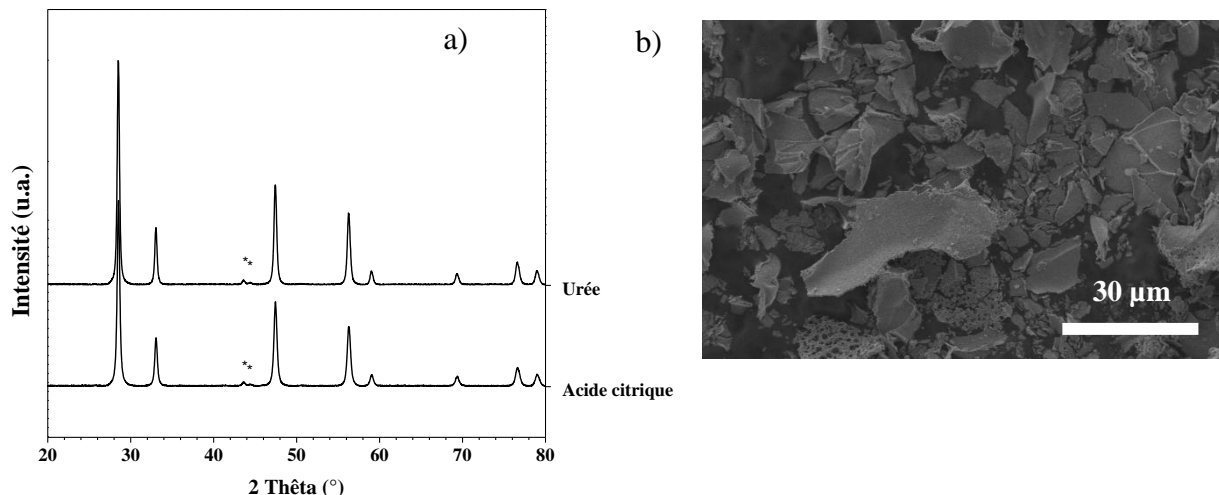 a)
b)
Intensité (u.a.)
**
Urée
**
Acide citrique
20 30 40 50 60 70 80
2 Thêta (°)
30 µm